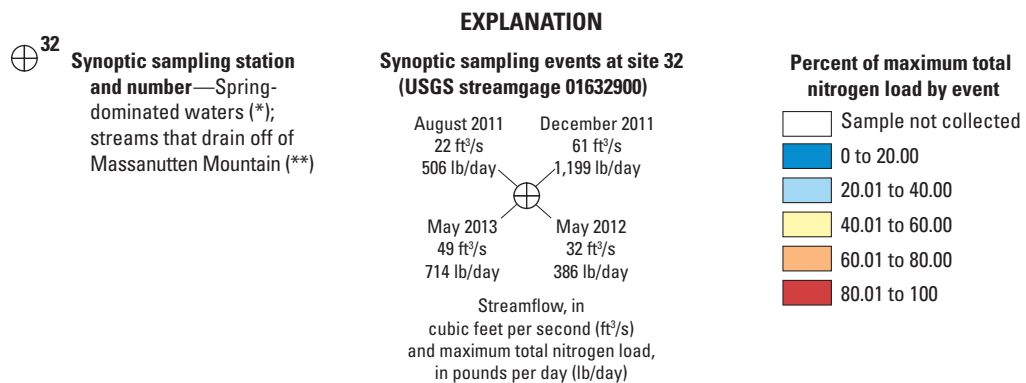 EXPLANATION
32
Synoptic sampling station
and number—Spring-
dominated waters (*);
streams that drain off of
Massanutten Mountain (**)
Synoptic sampling events at site 32
(USGS streamgage 01632900)
August 2011
22 ft³/s
506 lb/day
December 2011
61 ft³/s
1,199 lb/day
May 2013
49 ft³/s
714 lb/day
May 2012
32 ft³/s
386 lb/day
Streamflow, in
cubic feet per second (ft³/s)
and maximum total nitrogen load,
in pounds per day (lb/day)
Percent of maximum total
nitrogen load by event
Sample not collected
0 to 20.00
20.01 to 40.00
40.01 to 60.00
60.01 to 80.00
80.01 to 100